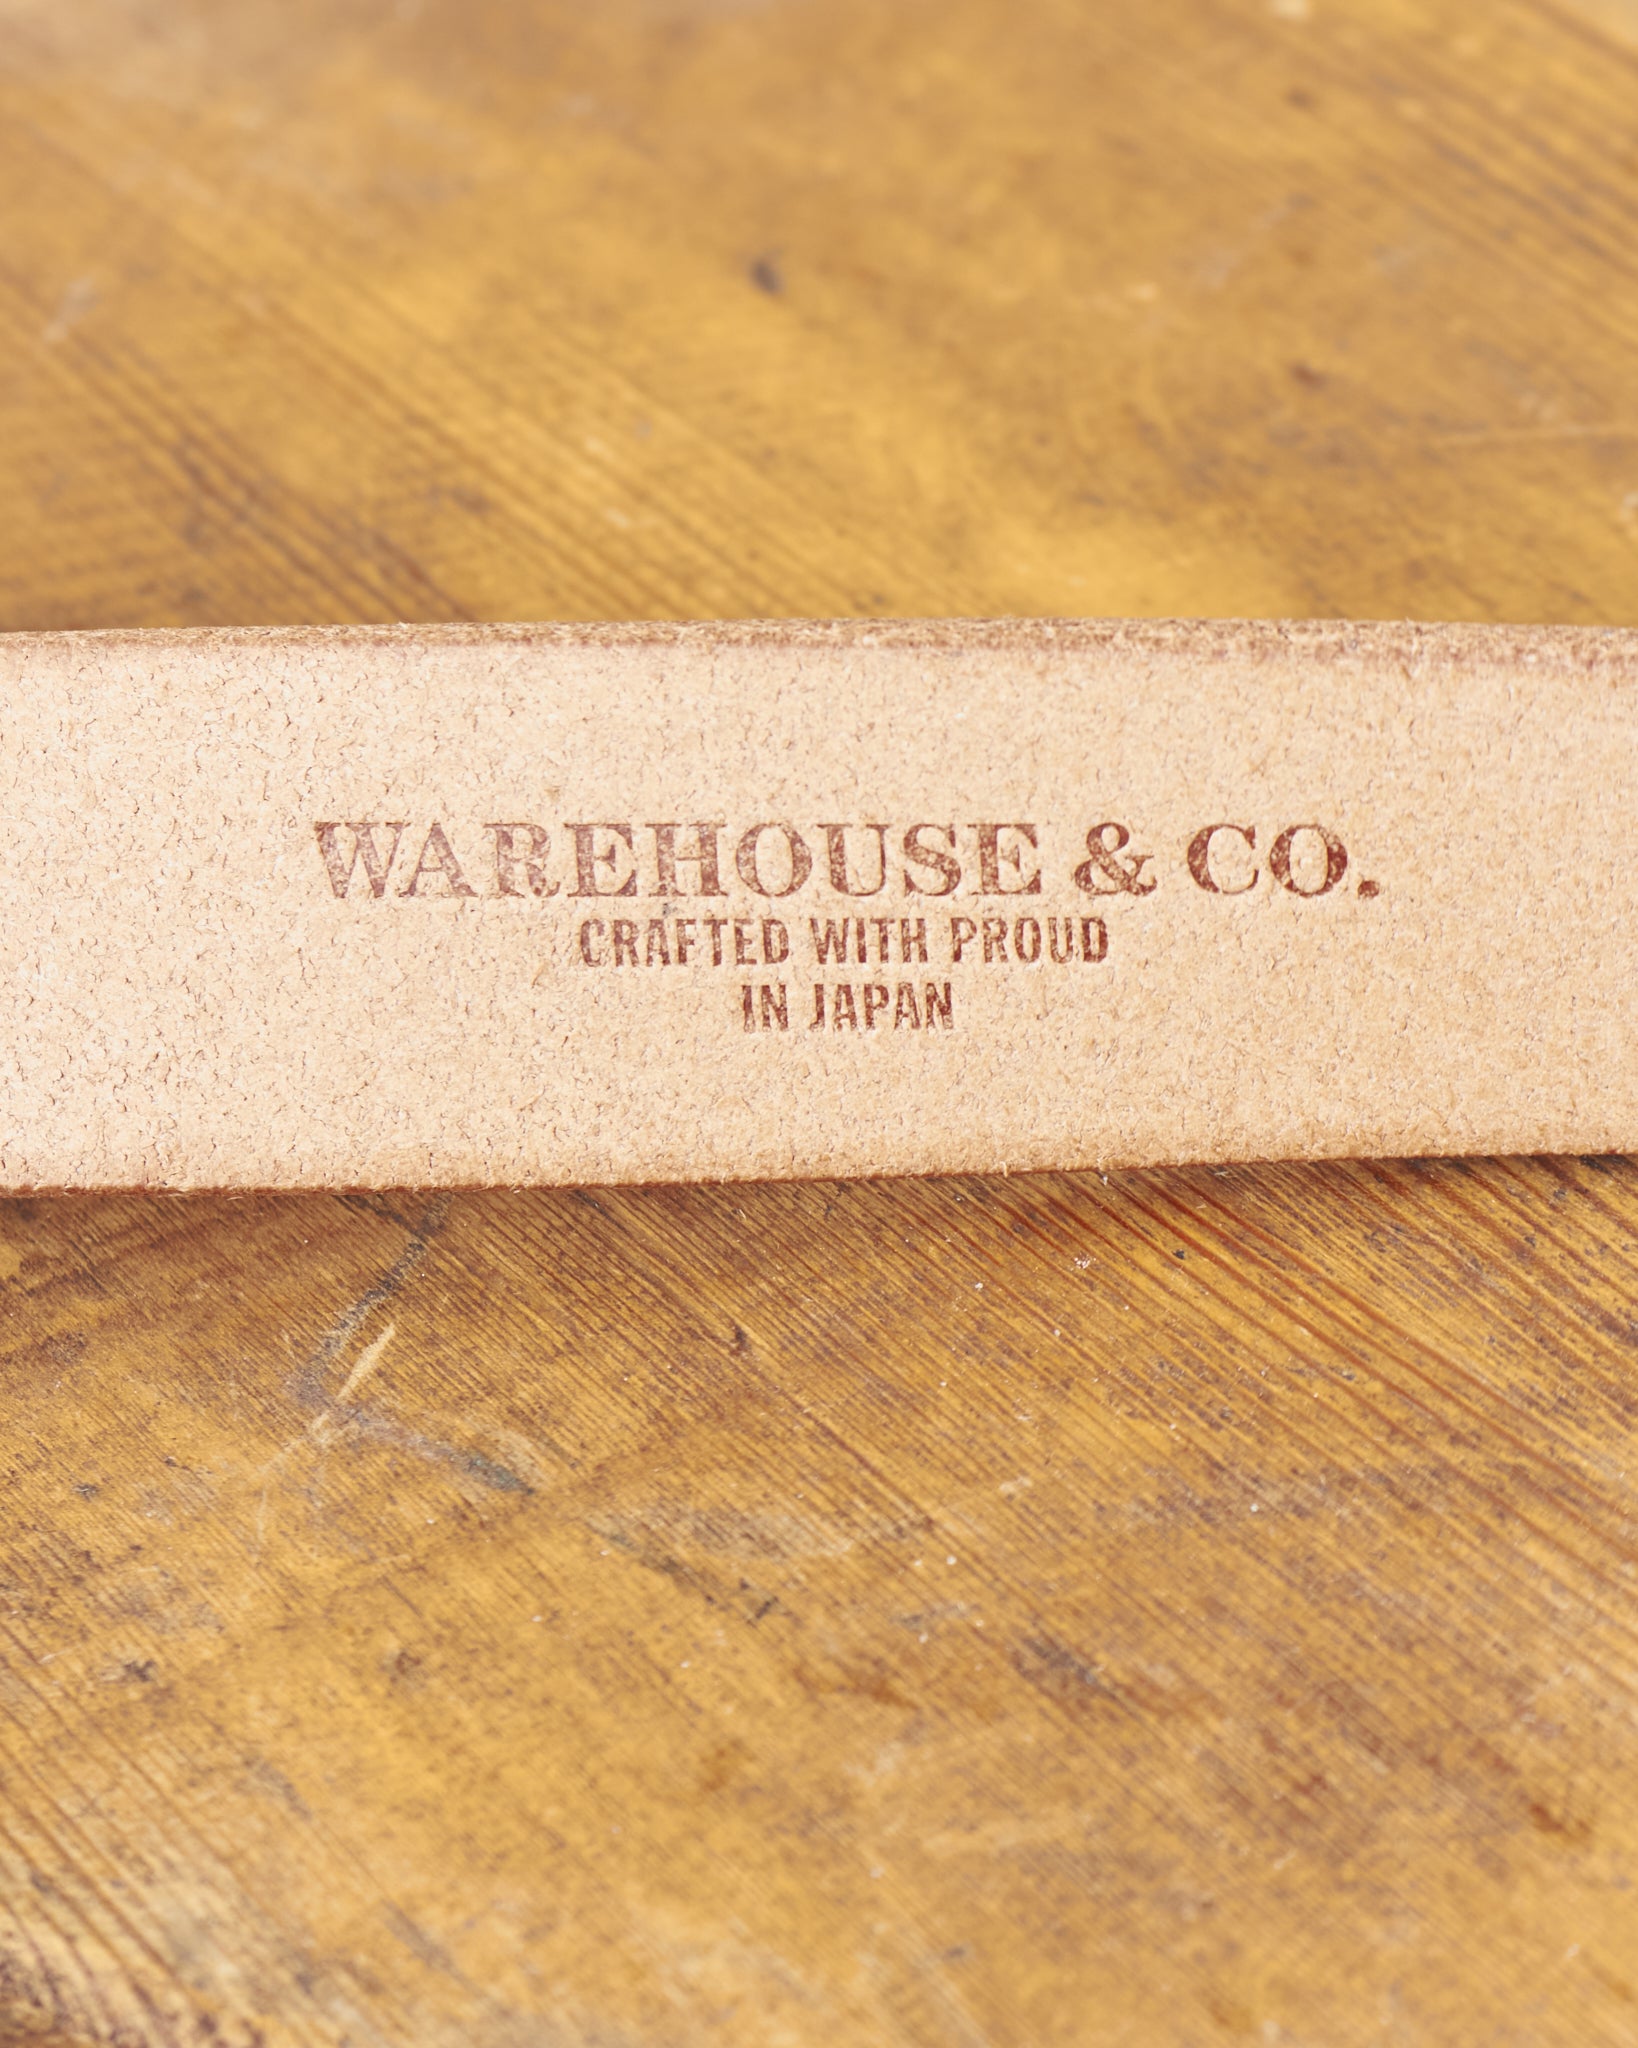 WAREHOUSE & CO.
CRAFTED WITH PROUD
IN JAPAN